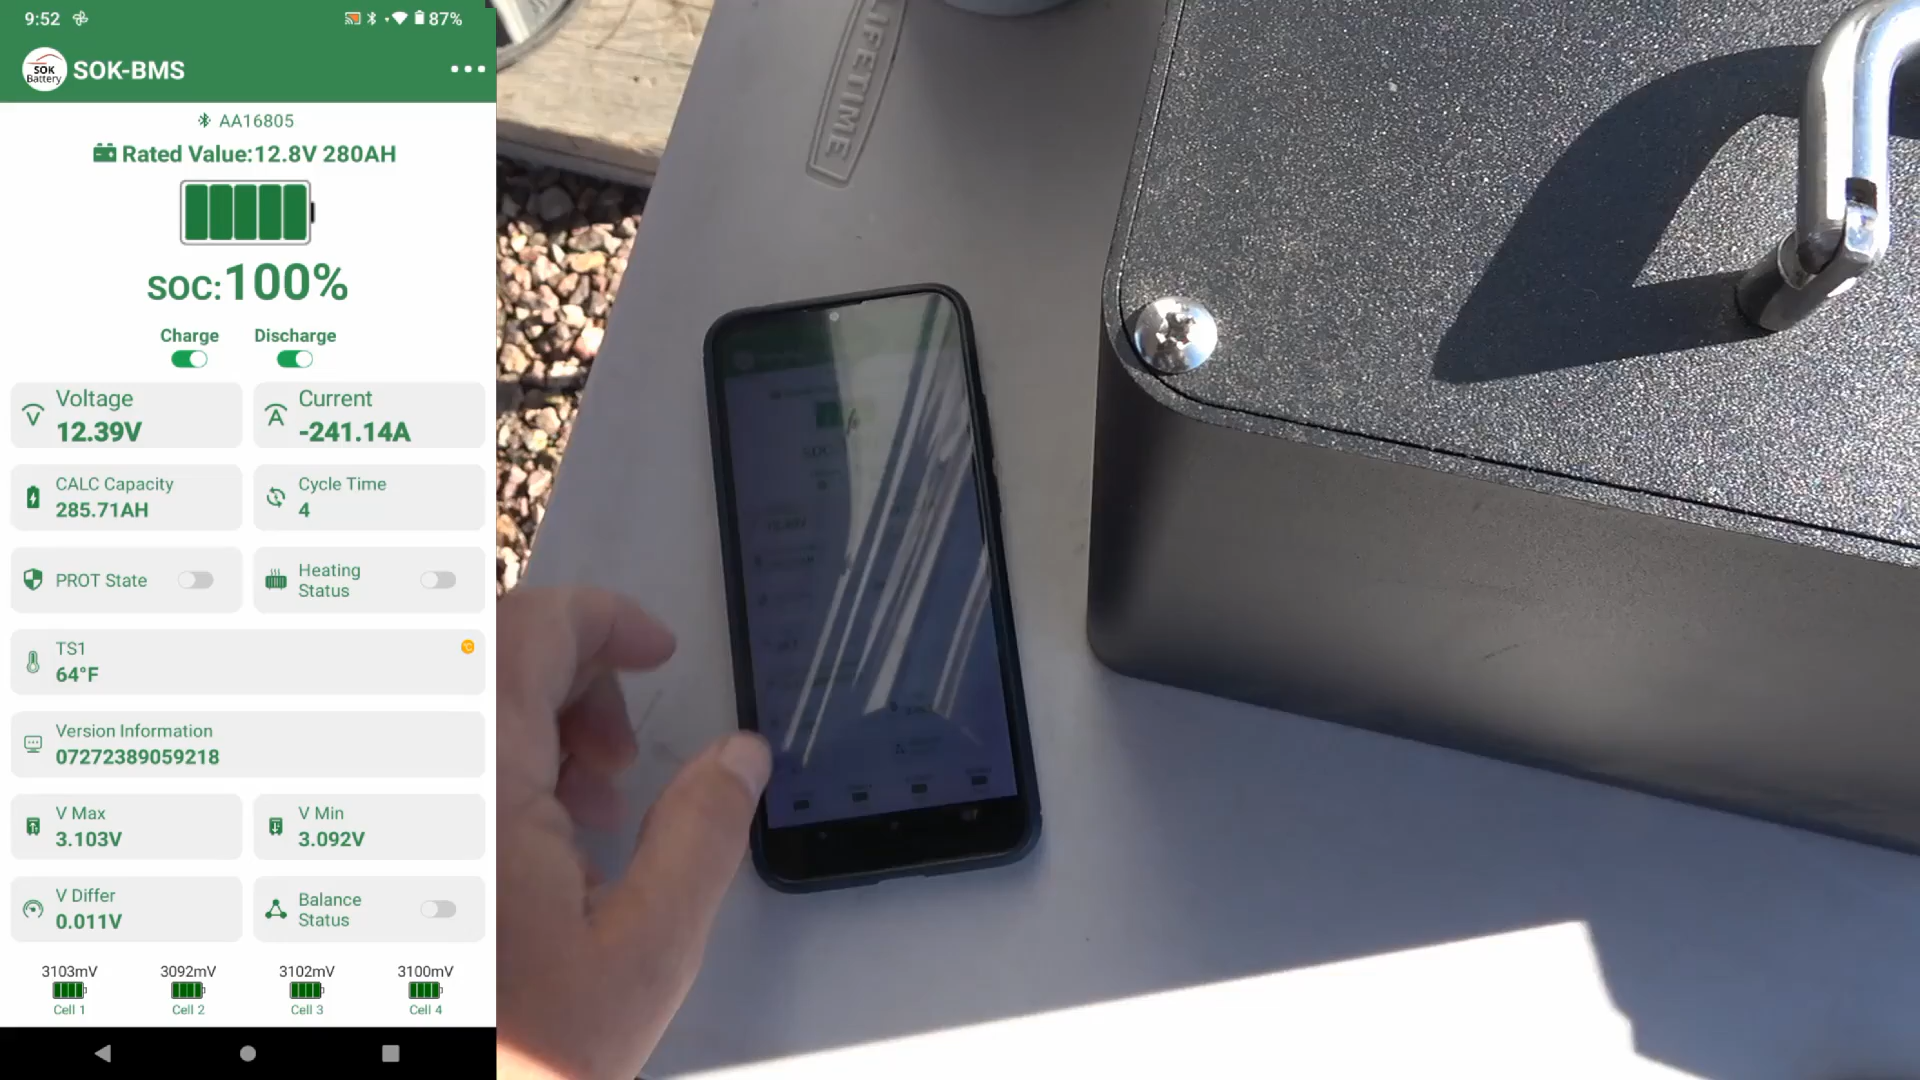 9:52
87%
SOK Battery
SOK-BMS
AA16805
Rated Value:12.8V 280AH
SOC:100%
Charge Discharge
Voltage
12.39V
Current
-241.14A
CALC Capacity
285.71AH
Cycle Time
4
PROT State
Heating
Status
TS1
64°F
°C
Version Information
07272389059218
V Max
3.103V
V Min
3.092V
V Differ
0.011V
Balance
Status
3103mV 3092mV 3102mV 3100mV
Cell 1 Cell 2 Cell 3 Cell 4
LIFETIME